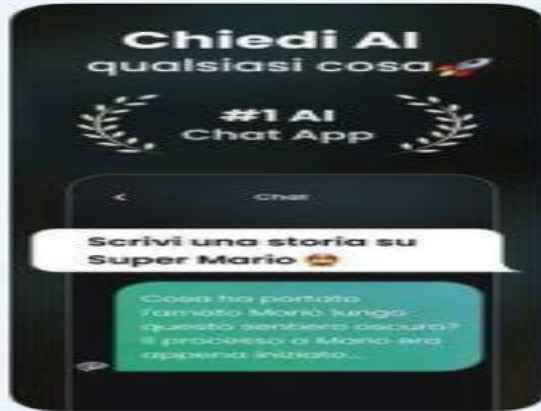 Chiedi AI
qualsiasi cosa🚀
#1 AI
Chat App
Chat
Scrivi una storia su
Super Mario 🤩
Cosa ha portato
l'amato Mario lungo
questo sentiero oscuro?
Il processo a Mario era
appena iniziato...